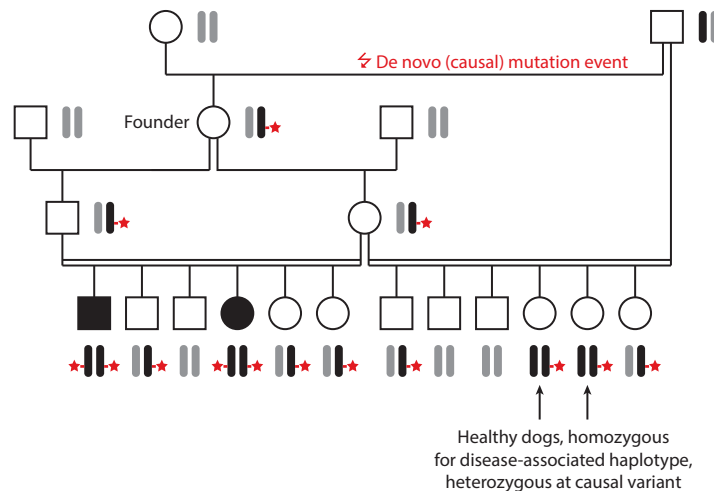 De novo (causal) mutation event
Founder
Healthy dogs, homozygous
for disease-associated haplotype,
heterozygous at causal variant